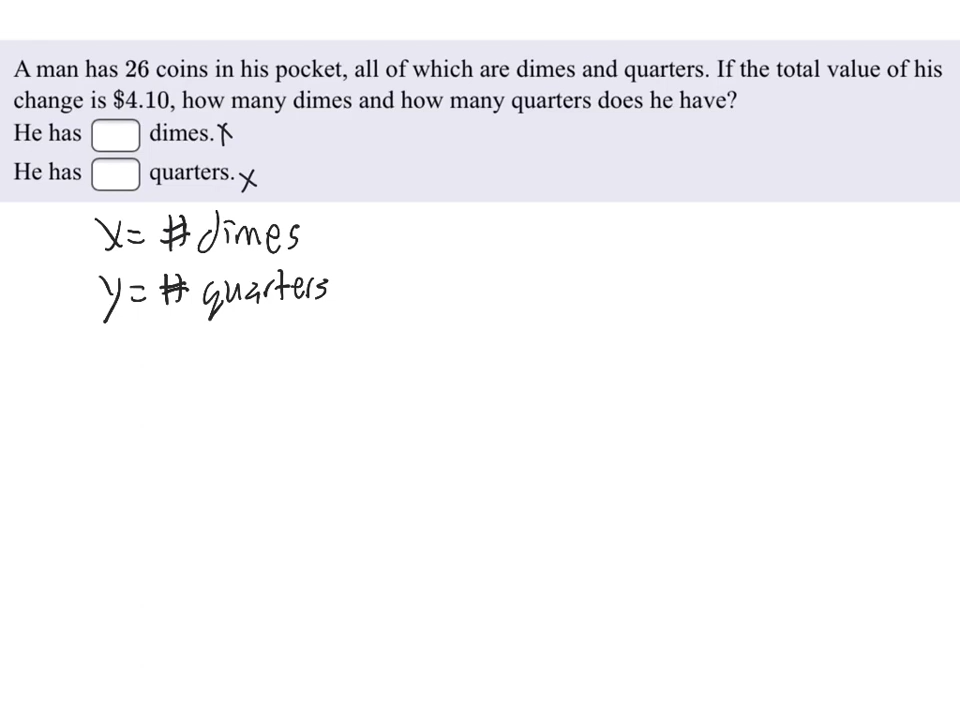 A man has 26 coins in his pocket, all of which are dimes and quarters. If the total value of his
change is $4.10, how many dimes and how many quarters does he have?
He has dimes. x
He has quarters. x
x = # dimes
y = # quarters